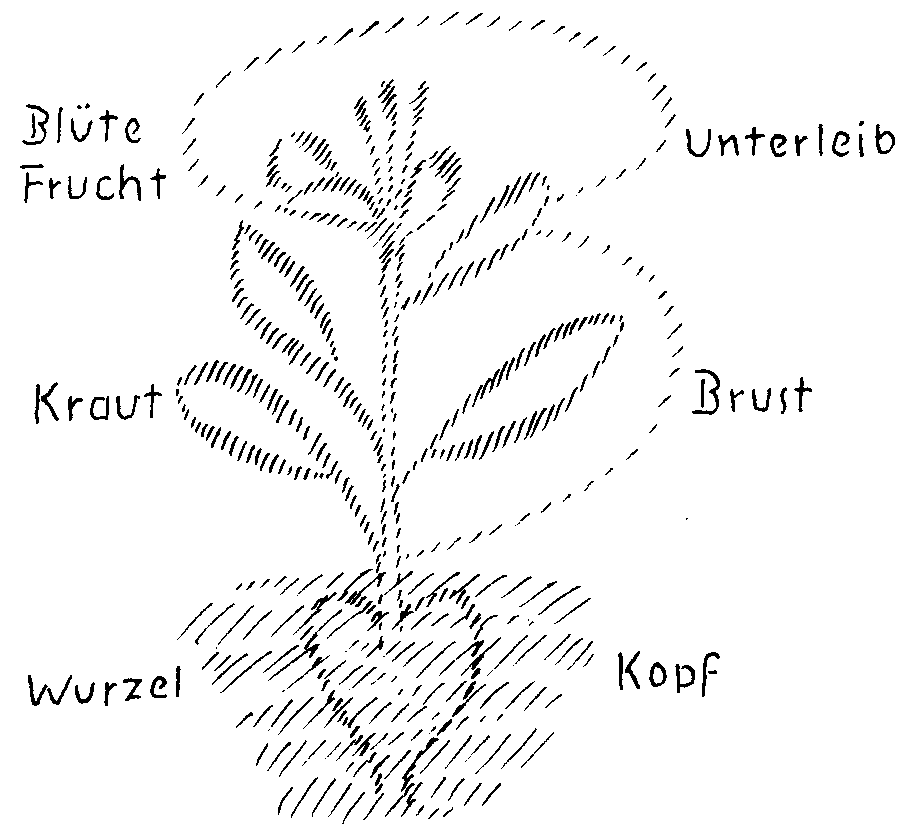 Blüte
Frucht
Unterleib
Kraut
Brust
Wurzel
Kopf